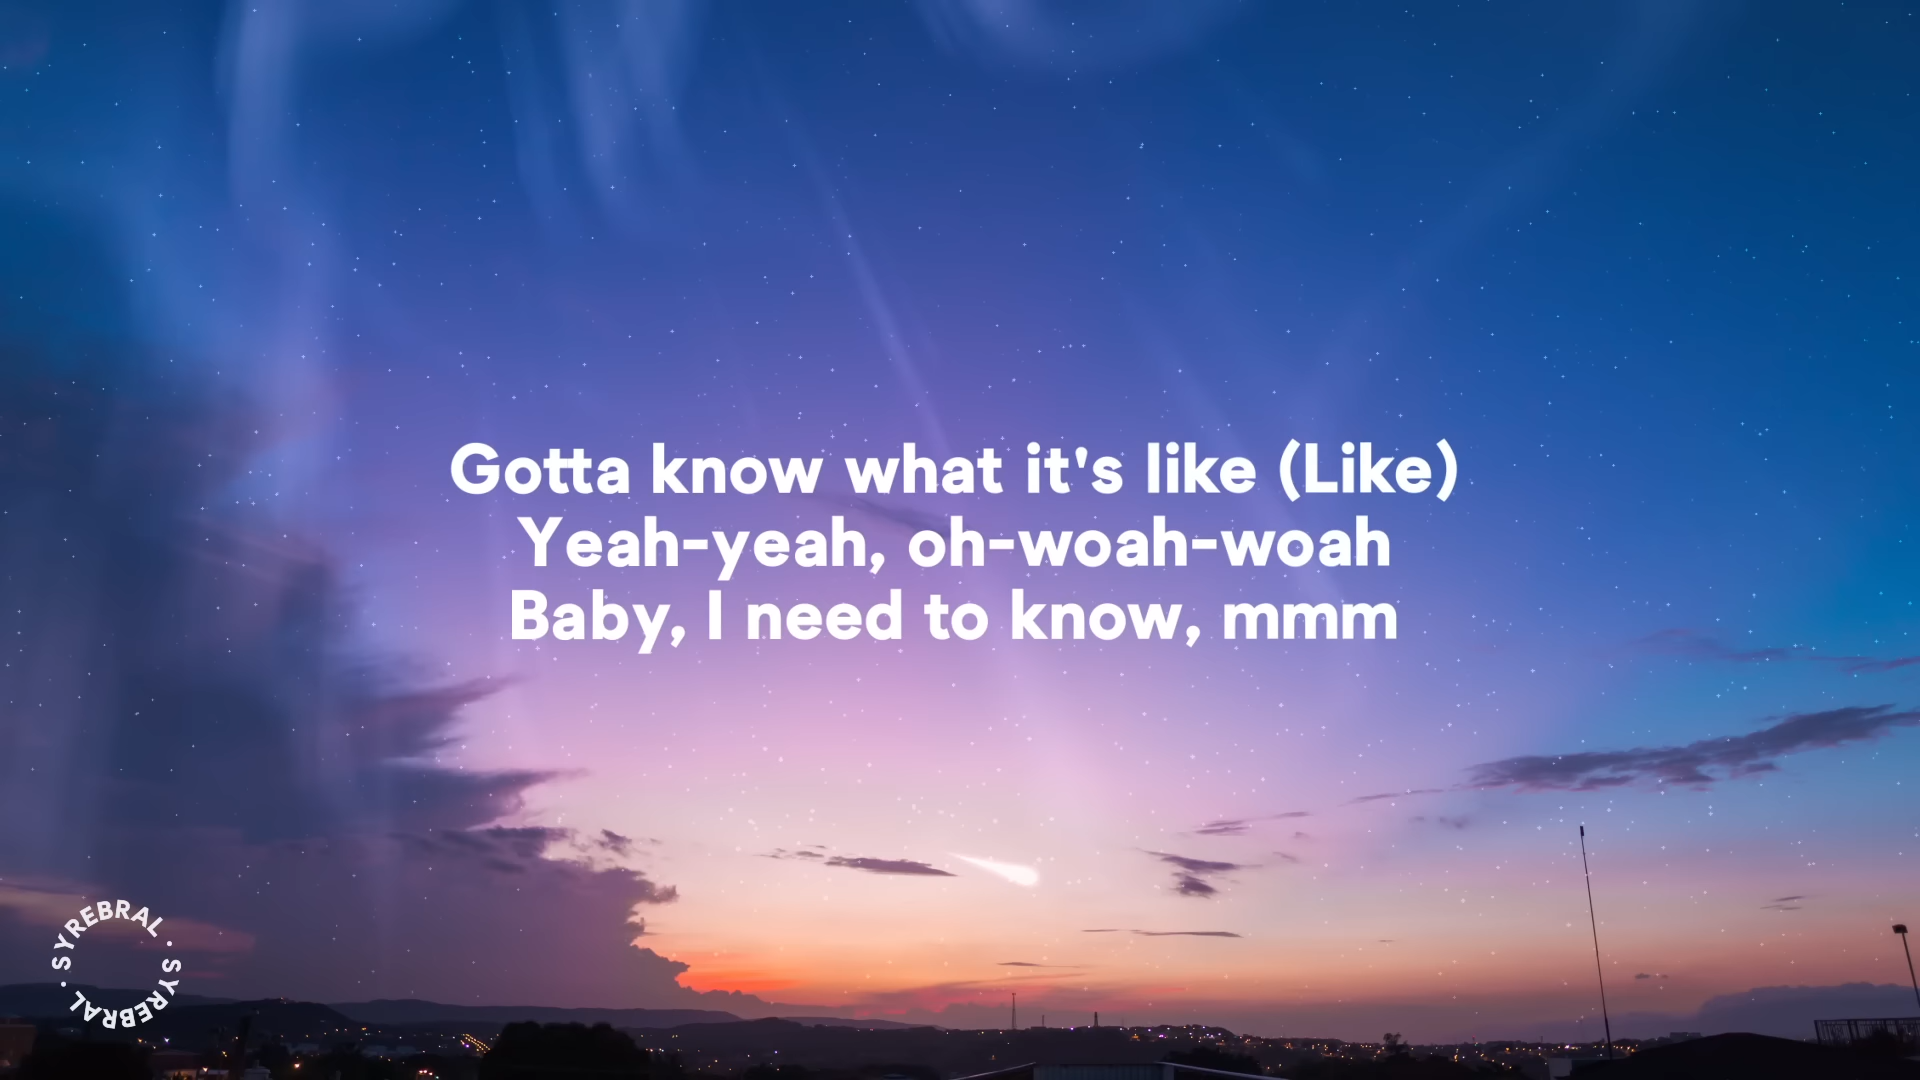 Gotta know what it's like (Like)
Yeah-yeah, oh-woah-woah
Baby, I need to know, mmm
SYREBRAL · SYREBRAL ·